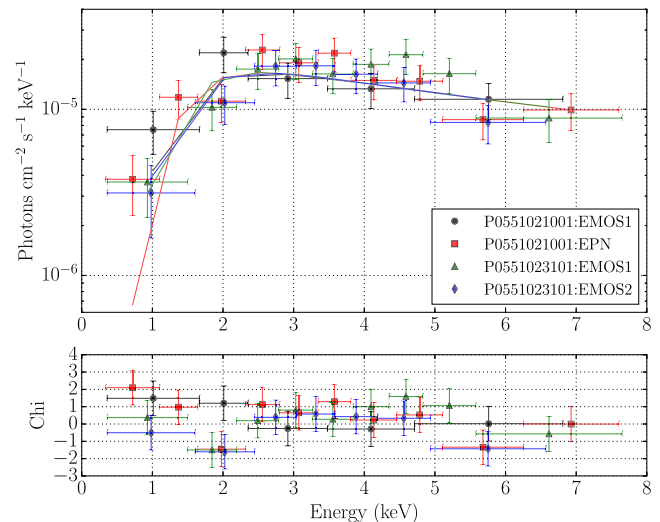 Photons cm⁻² s⁻¹ keV⁻¹
10⁻⁵
10⁻⁶
P0551021001:EMOS1
P0551021001:EPN
P0551023101:EMOS1
P0551023101:EMOS2
0 1 2 3 4 5 6 7 8
Chi
4
3
2
1
0
−1
−2
−3
0 1 2 3 4 5 6 7 8
Energy (keV)